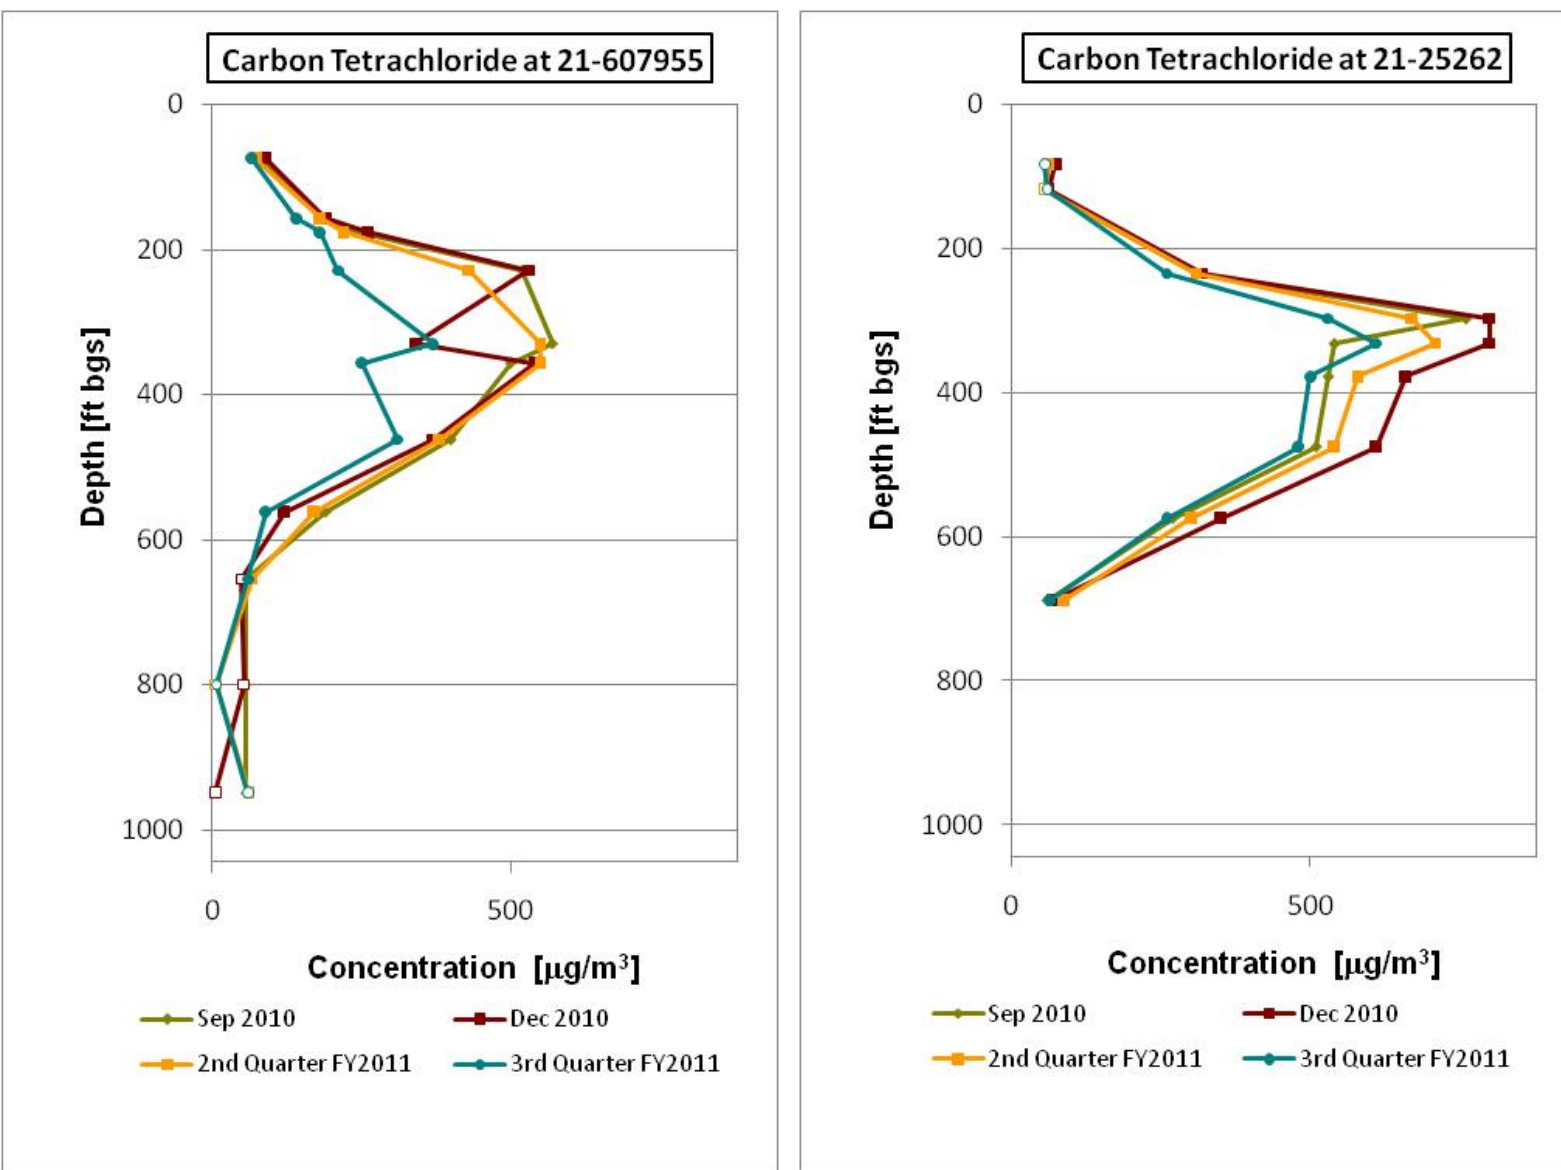 Carbon Tetrachloride at 21-607955
0
200
400
600
800
1000
Depth [ft bgs]
0 500
Concentration [µg/m³]
Sep 2010 Dec 2010
2nd Quarter FY2011 3rd Quarter FY2011
Carbon Tetrachloride at 21-25262
0
200
400
600
800
1000
Depth [ft bgs]
0 500
Concentration [µg/m³]
Sep 2010 Dec 2010
2nd Quarter FY2011 3rd Quarter FY2011